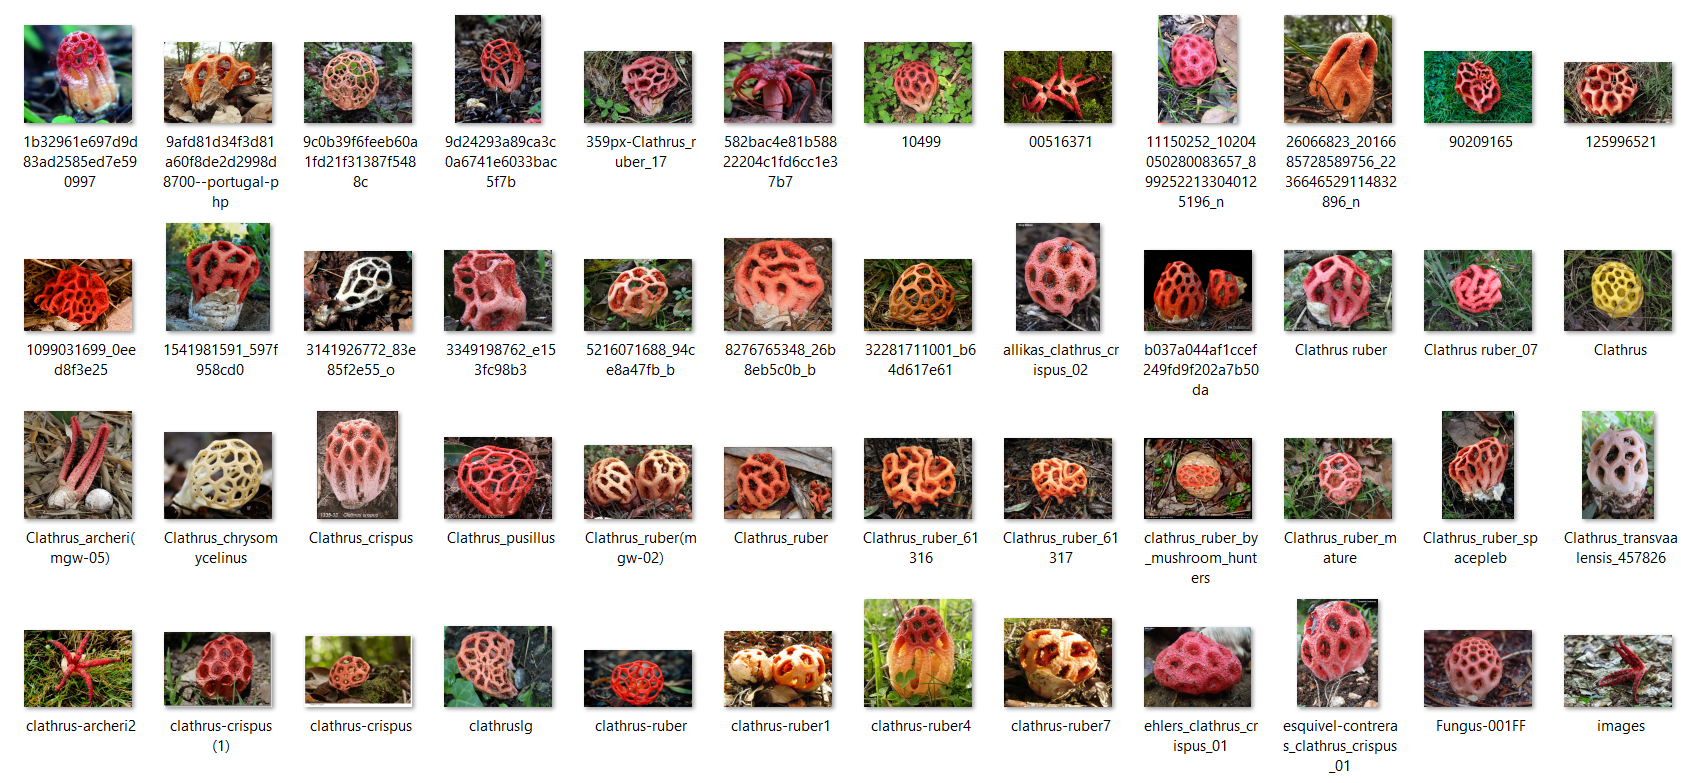 1b32961e697d9d
83ad2585ed7e59
0997
9afd81d34f3d81
a60f8de2d2998d
8700--portugal-p
hp
9c0b39f6feeb60a
1fd21f31387f548
8c
9d24293a89ca3c
0a6741e6033bac
5f7b
359px-Clathrus_r
uber_17
582bac4e81b588
22204c1fd6cc1e3
7b7
10499
00516371
11150252_10204
050280083657_8
99252213304012
5196_n
26066823_20166
85728589756_22
36646529114832
896_n
90209165
125996521
1099031699_0ee
d8f3e25
1541981591_597f
958cd0
3141926772_83e
85f2e55_o
3349198762_e15
3fc98b3
5216071688_94c
e8a47fb_b
8276765348_26b
8eb5c0b_b
32281711001_b6
4d617e61
allikas_clathrus_cr
ispus_02
b037a044af1ccef
249fd9f202a7b50
da
Clathrus ruber
Clathrus ruber_07
Clathrus
Clathrus_archeri(
mgw-05)
Clathrus_chrysom
ycelinus
Clathrus_crispus
Clathrus_pusillus
Clathrus_ruber(m
gw-02)
Clathrus_ruber
Clathrus_ruber_61
316
Clathrus_ruber_61
317
clathrus_ruber_by
_mushroom_hunt
ers
Clathrus_ruber_m
ature
Clathrus_ruber_sp
acepleb
Clathrus_transvaa
lensis_457826
clathrus-archeri2
clathrus-crispus
(1)
clathrus-crispus
clathruslg
clathrus-ruber
clathrus-ruber1
clathrus-ruber4
clathrus-ruber7
ehlers_clathrus_cr
ispus_01
esquivel-contrera
s_clathrus_crispus
_01
Fungus-001FF
images